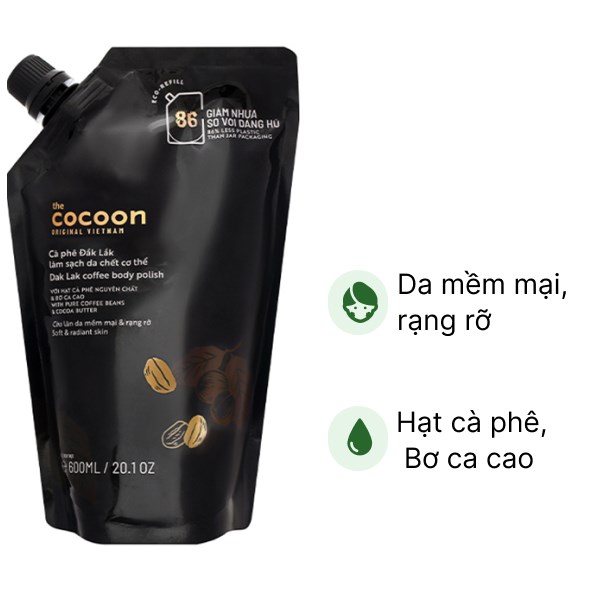 ECO-REFILL
86
GIẢM NHỰA
SO VỚI DẠNG HŨ
86% LESS PLASTIC
THAN JAR PACKAGING
the
cocoon
ORIGINAL VIETNAM
Cà phê Đắk Lắk
làm sạch da chết cơ thể
Dak Lak coffee body polish
VỚI HẠT CÀ PHÊ NGUYÊN CHẤT
& BƠ CA CAO
WITH PURE COFFEE BEANS
& COCOA BUTTER
Cho làn da mềm mại & rạng rỡ
Soft & radiant skin
600ML / 20.1 OZ
Da mềm mại,
rạng rỡ
Hạt cà phê,
Bơ ca cao